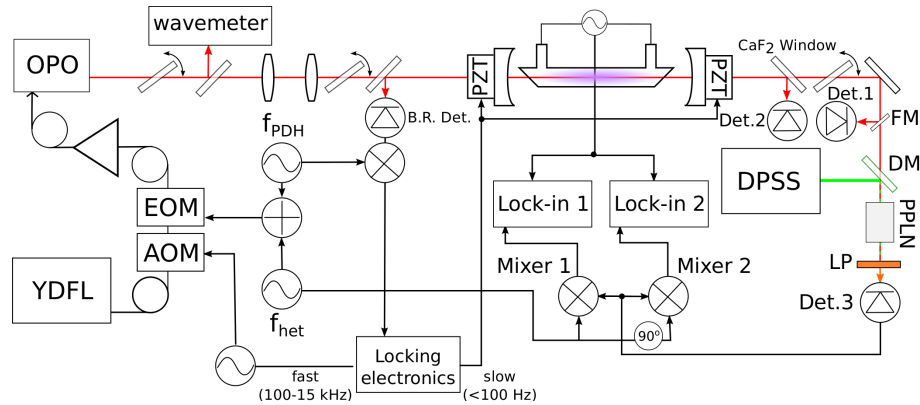 wavemeter
OPO
PZT
PZT
CaF2 Window
B.R. Det.
Det.2
Det.1
FM
fPDH
DM
DPSS
EOM
Lock-in 1
Lock-in 2
PPLN
AOM
Mixer 1
Mixer 2
LP
YDFL
Det.3
fhet
90º
Locking
electronics
fast
(100-15 kHz)
slow
(<100 Hz)